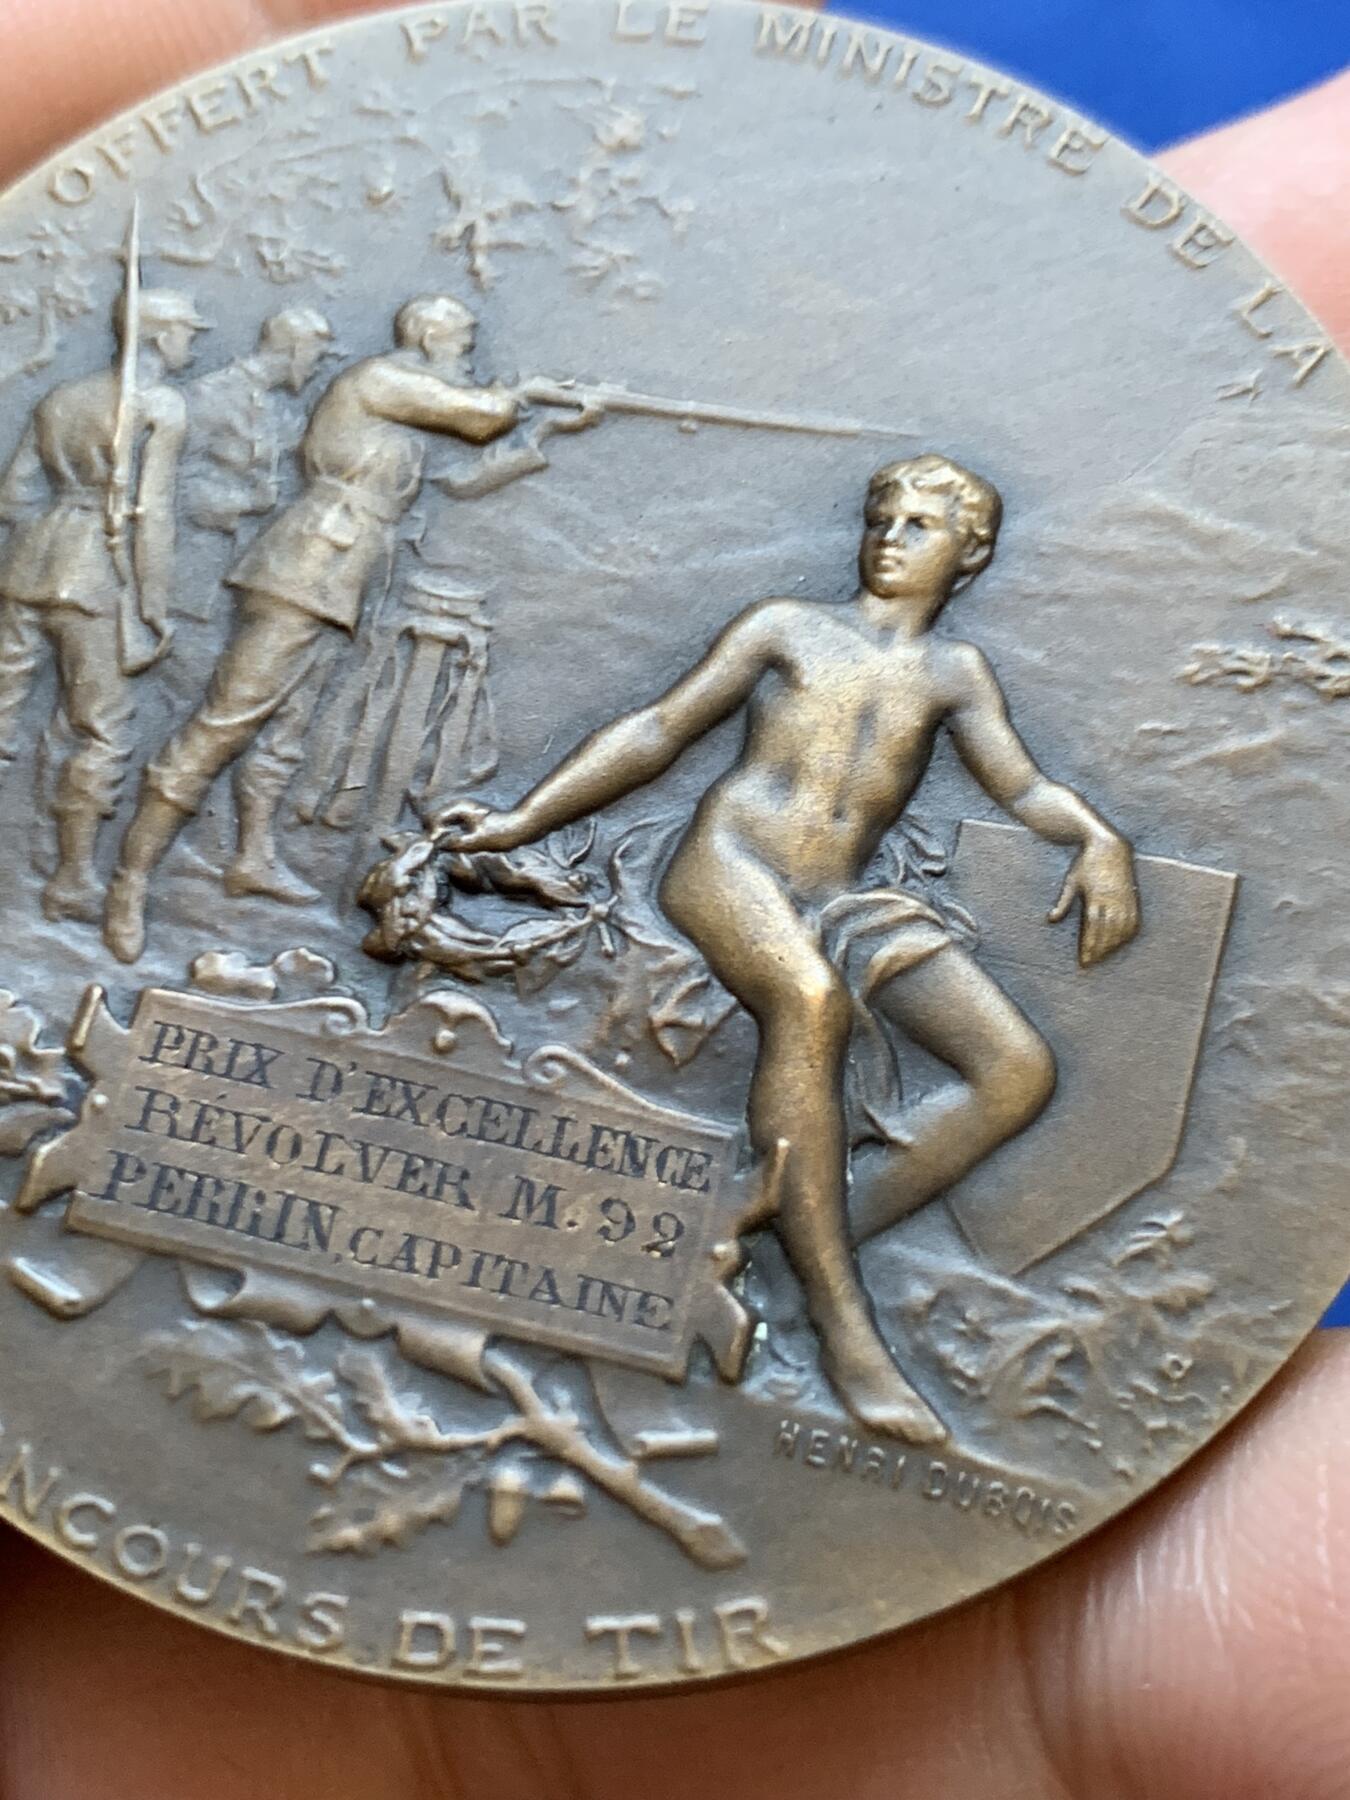 OFFERT PAR LE MINISTRE DE LA
PRIX D'EXCELLENCE
RÉVOLVER M. 92
PERRIN, CAPITAINE
HENRI DUBOIS
NCOURS DE TIR